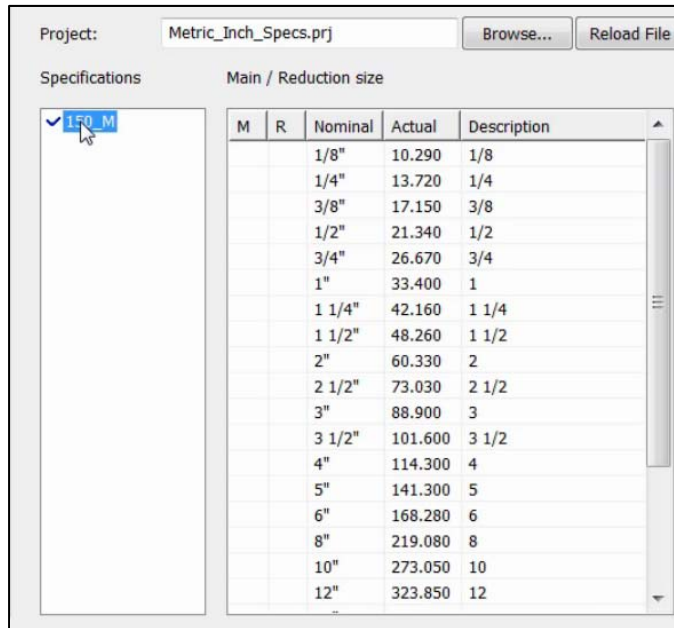 Project: Metric_Inch_Specs.prj Browse... Reload File
Specifications Main / Reduction size
150_M
M R Nominal Actual Description
1/8" 10.290 1/8
1/4" 13.720 1/4
3/8" 17.150 3/8
1/2" 21.340 1/2
3/4" 26.670 3/4
1" 33.400 1
1 1/4" 42.160 1 1/4
1 1/2" 48.260 1 1/2
2" 60.330 2
2 1/2" 73.030 2 1/2
3" 88.900 3
3 1/2" 101.600 3 1/2
4" 114.300 4
5" 141.300 5
6" 168.280 6
8" 219.080 8
10" 273.050 10
12" 323.850 12